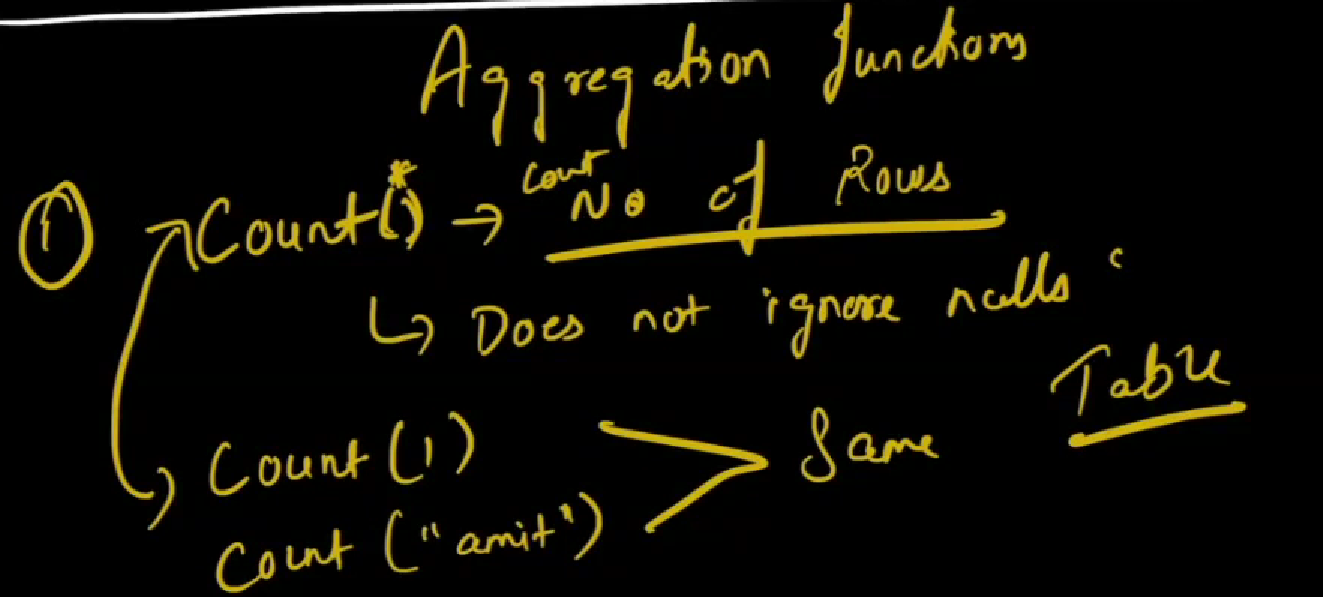 Aggregation functions
① Count(*) → Count No of Rows
↳ Does not ignore nulls
Table
Count (1)
Same
Count ("amit")